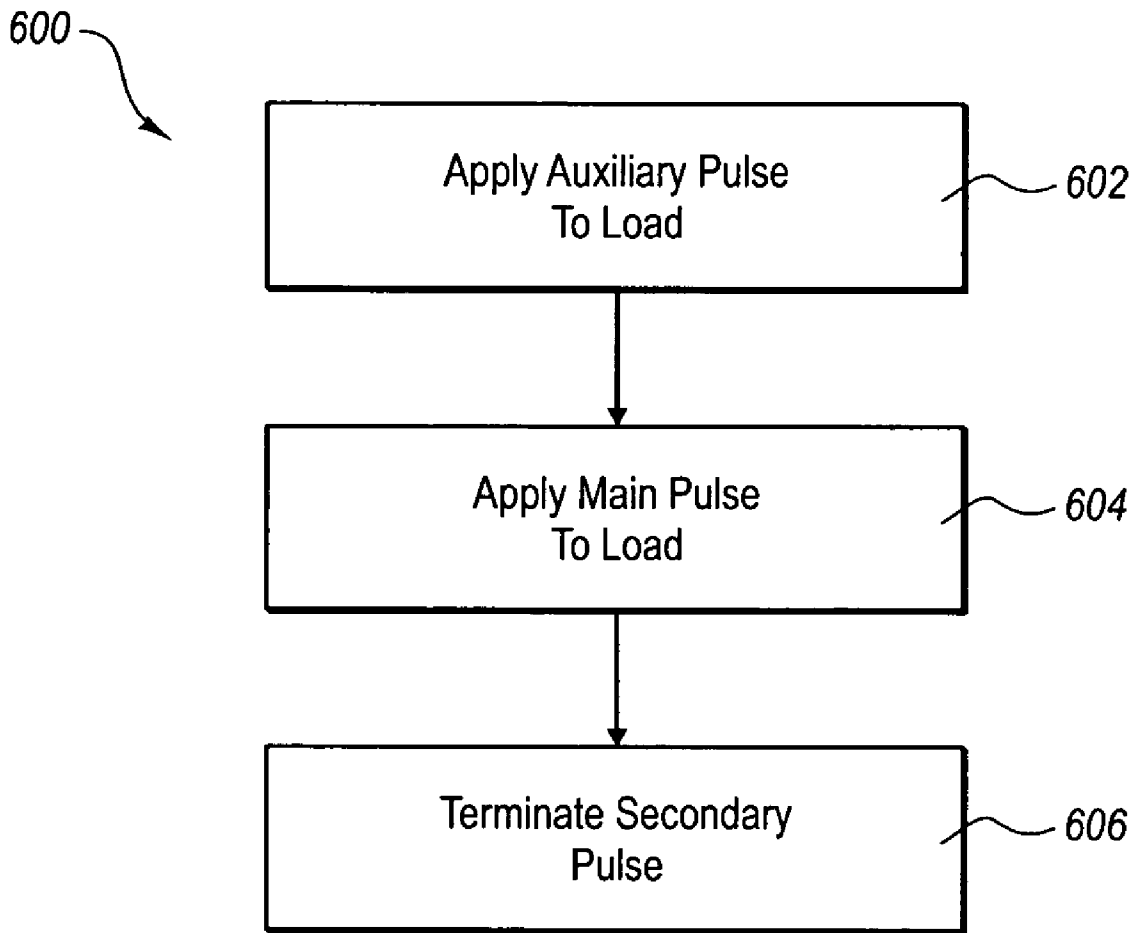 600
Apply Auxiliary Pulse
To Load
602
Apply Main Pulse
To Load
604
Terminate Secondary
Pulse
606